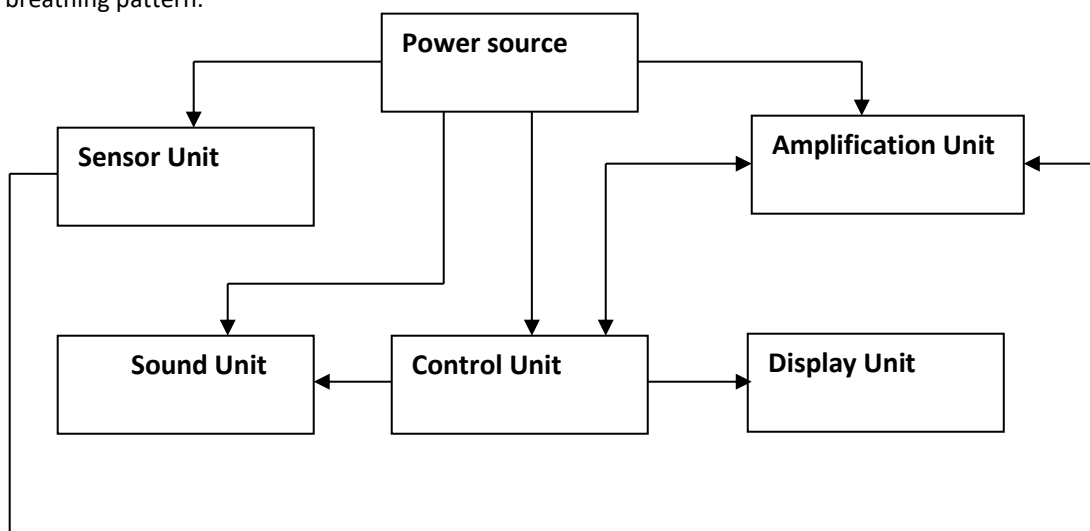 breathing pattern.
Power source
Sensor Unit
Amplification Unit
Sound Unit
Control Unit
Display Unit